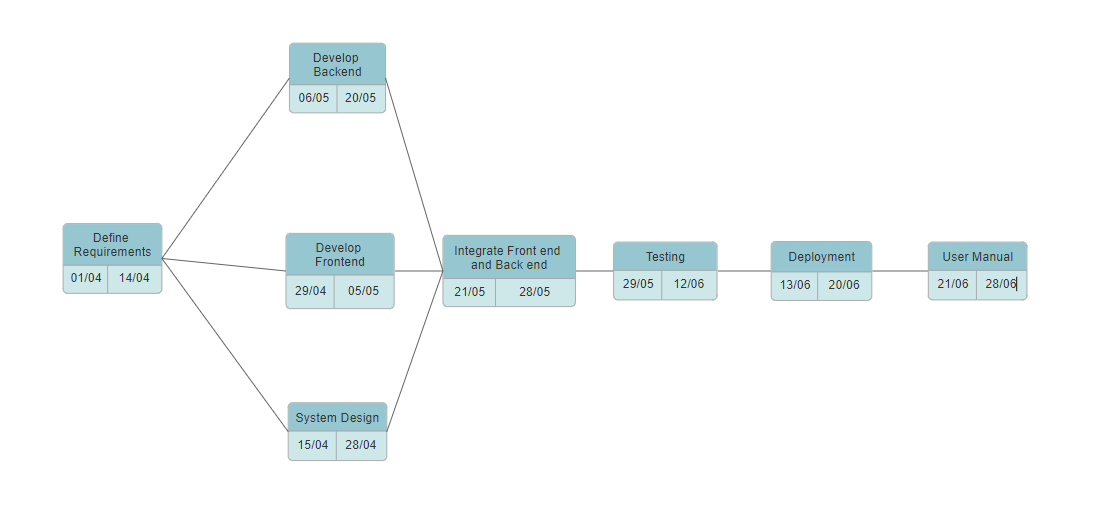 Define
Requirements
01/04 14/04
Develop
Backend
06/05 20/05
Develop
Frontend
29/04 05/05
System Design
15/04 28/04
Integrate Front end
and Back end
21/05 28/05
Testing
29/05 12/06
Deployment
13/06 20/06
User Manual
21/06 28/06